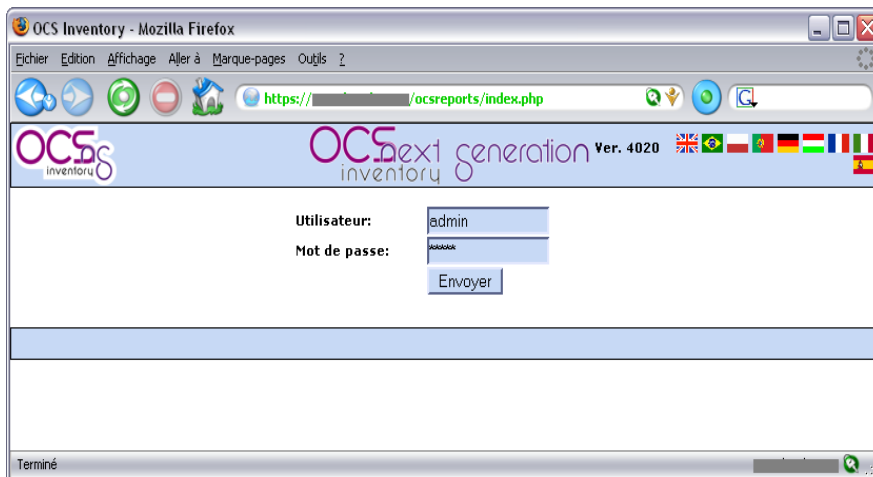 OCS Inventory - Mozilla Firefox
Fichier Edition Affichage Aller à Marque-pages Outils ?
https:// /ocsreports/index.php
G
OCS ng inventory
OCS inventory next generation Ver. 4020
Utilisateur: admin
Mot de passe: *****
Envoyer
Terminé